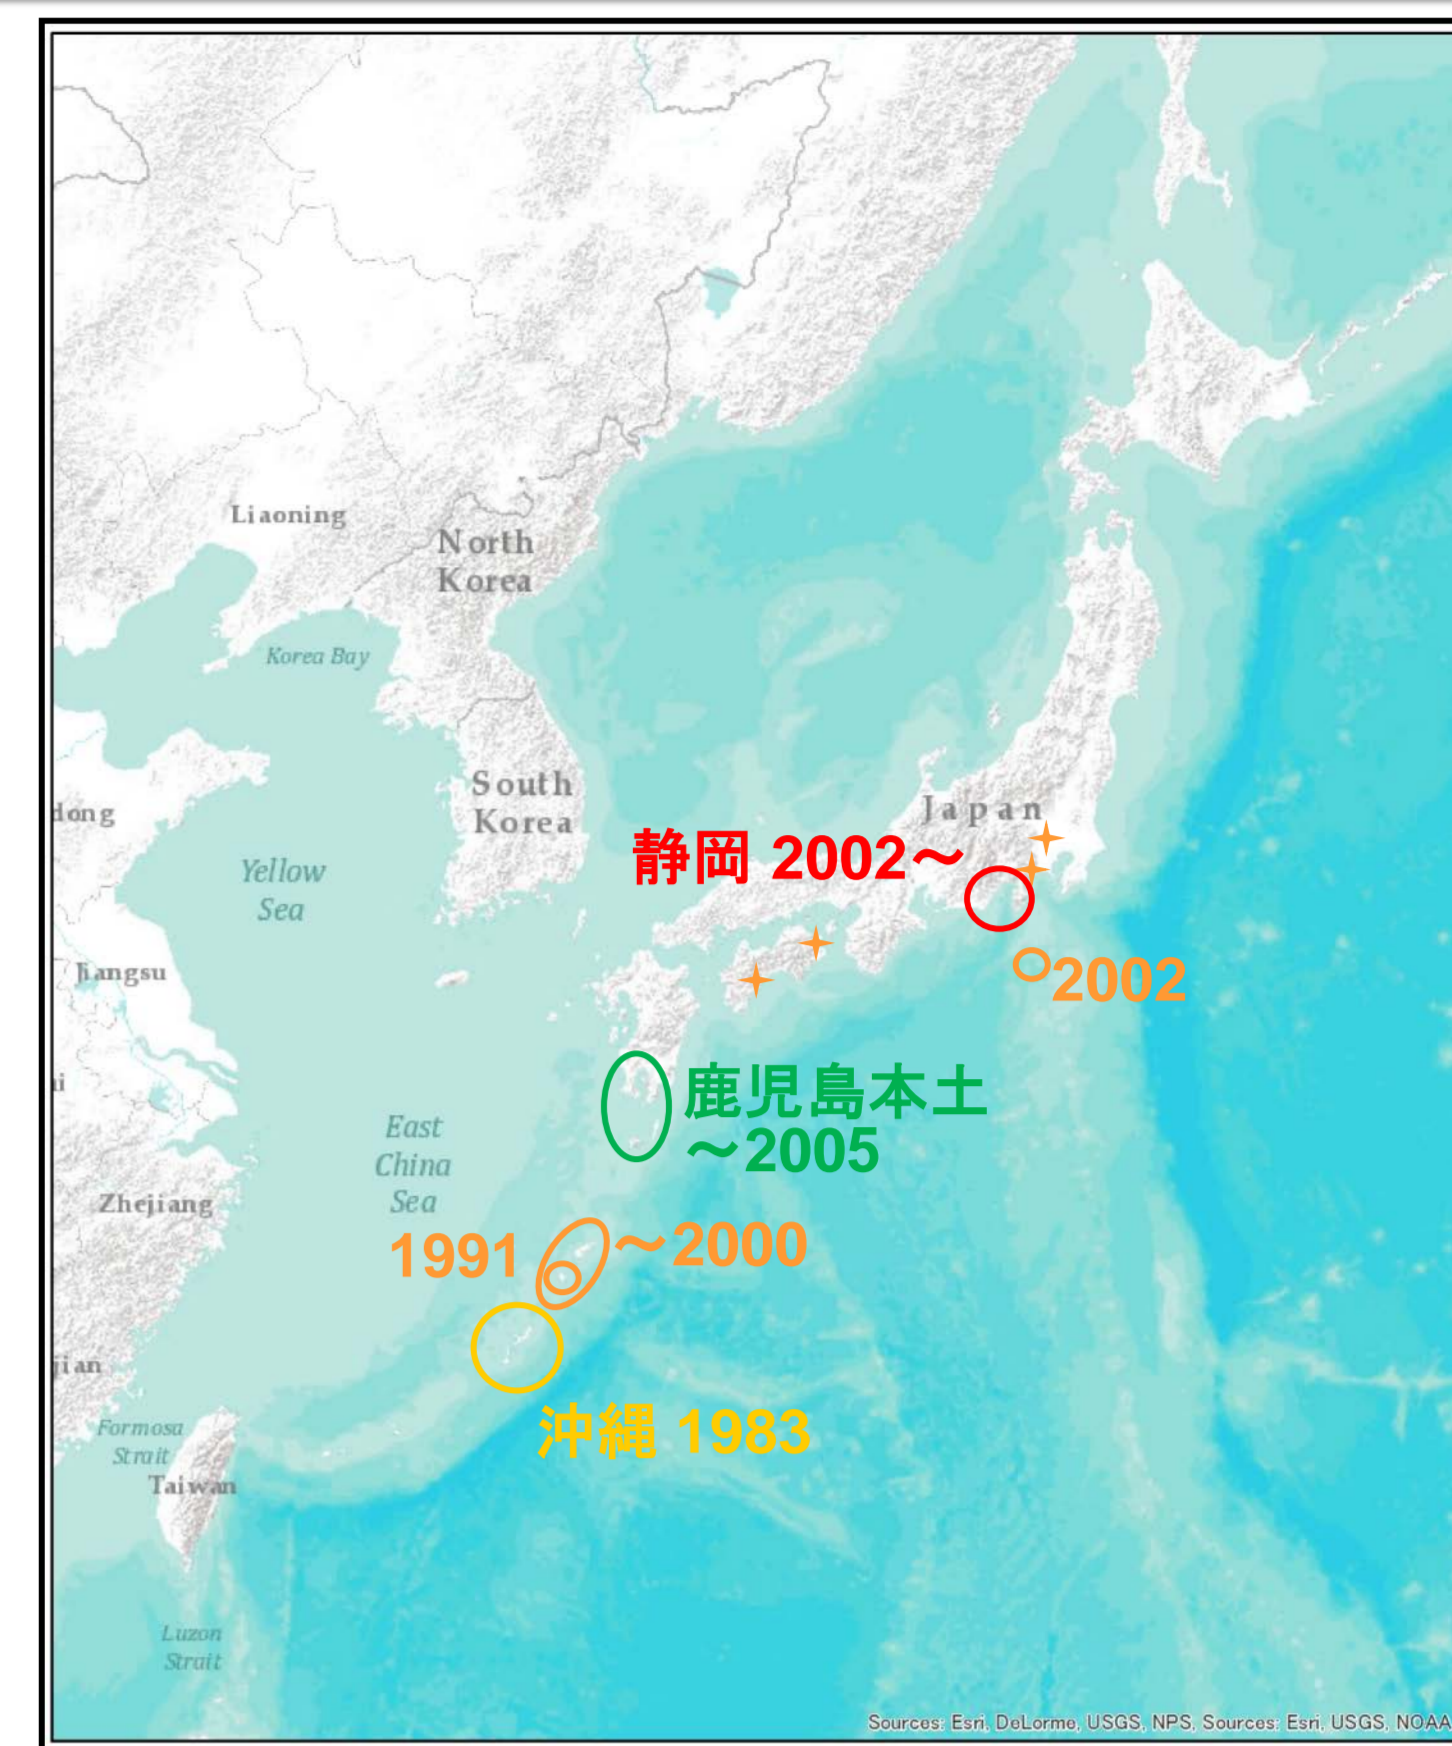 Liaoning
North
Korea
Korea Bay
South
Korea
Japan
dong
静岡 2002～
Yellow
Sea
2002
Jiangsu
鹿児島本土
～2005
East
China
Sea
Zhejiang
1991
～2000
jian
沖縄 1983
Formosa
Strait
Taiwan
Luzon
Strait
Sources: Esri, DeLorme, USGS, NPS, Sources: Esri, USGS, NOAA